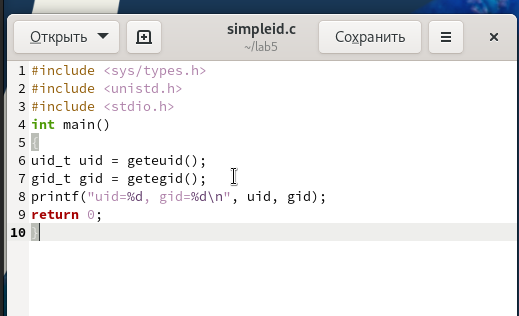 Открыть
simpleid.c
~/lab5
Сохранить
1 #include <sys/types.h>
2 #include <unistd.h>
3 #include <stdio.h>
4 int main()
5 {
6 uid_t uid = geteuid();
7 gid_t gid = getegid();
8 printf("uid=%d, gid=%d\n", uid, gid);
9 return 0;
10 }